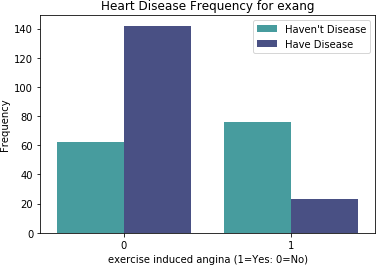 Heart Disease Frequency for exang
Haven't Disease
Have Disease
Frequency
140
120
100
80
60
40
20
0
0 1
exercise induced angina (1=Yes: 0=No)